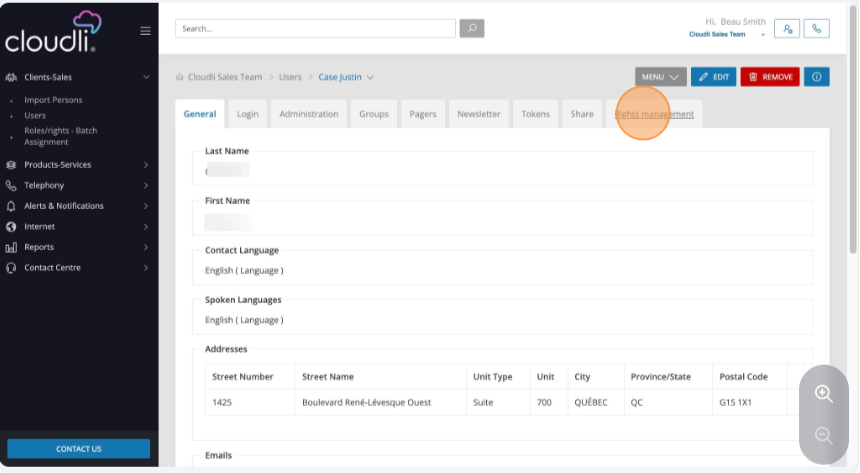 cloudli.
Search...
Hi, Beau Smith
Cloudli Sales Team
Clients-Sales
Import Persons
Users
Roles/rights - Batch
Assignment
Products-Services
Telephony
Alerts & Notifications
Internet
Reports
Contact Centre
CONTACT US
Cloudli Sales Team > Users > Case Justin
MENU
EDIT
REMOVE
General
Login
Administration
Groups
Pagers
Newsletter
Tokens
Share
Rights management
Last Name
First Name
Contact Language
English ( Language )
Spoken Languages
English ( Language )
Addresses
Street Number Street Name Unit Type Unit City Province/State Postal Code
1425 Boulevard René-Lévesque Ouest Suite 700 QUÉBEC QC G1S 1X1
Emails